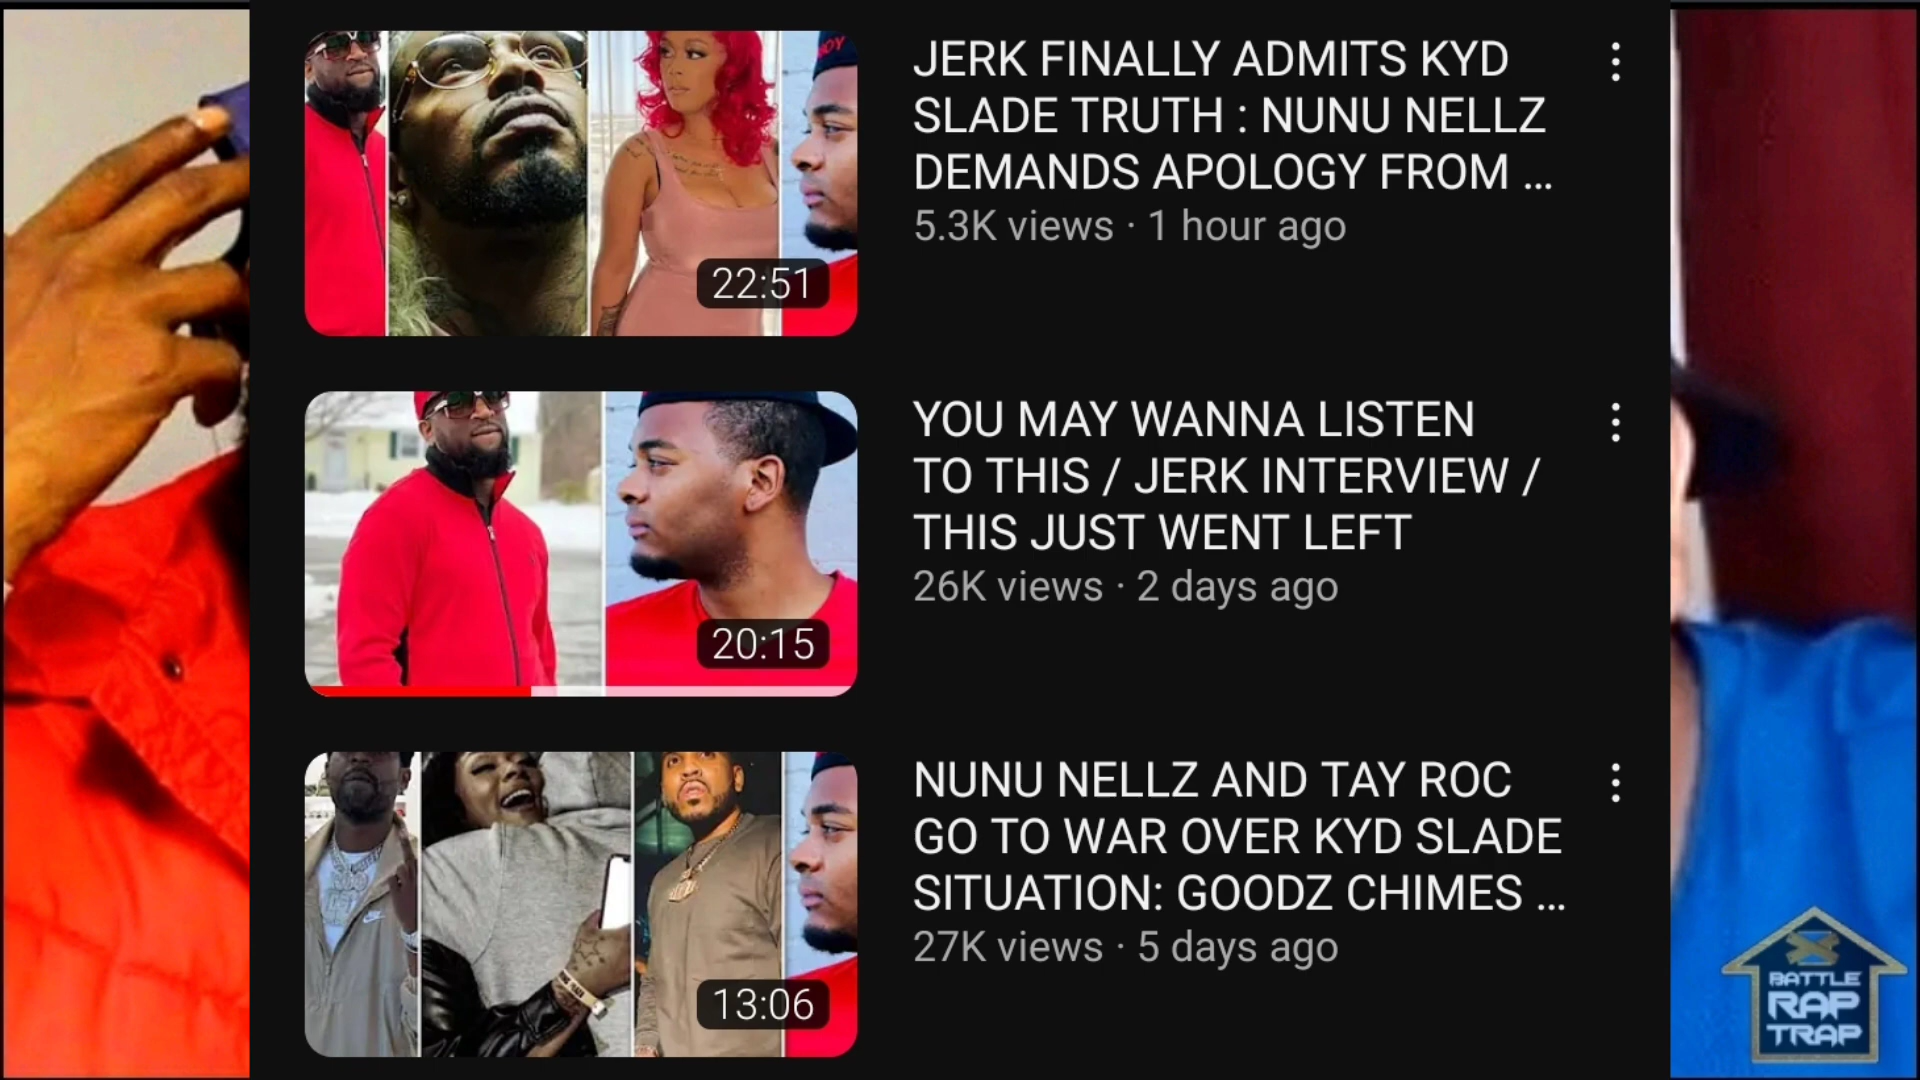 JERK FINALLY ADMITS KYD
SLADE TRUTH : NUNU NELLZ
DEMANDS APOLOGY FROM ...
5.3K views · 1 hour ago
22:51
YOU MAY WANNA LISTEN
TO THIS / JERK INTERVIEW /
THIS JUST WENT LEFT
26K views · 2 days ago
20:15
NUNU NELLZ AND TAY ROC
GO TO WAR OVER KYD SLADE
SITUATION: GOODZ CHIMES ...
27K views · 5 days ago
13:06
BATTLE
RAP
TRAP